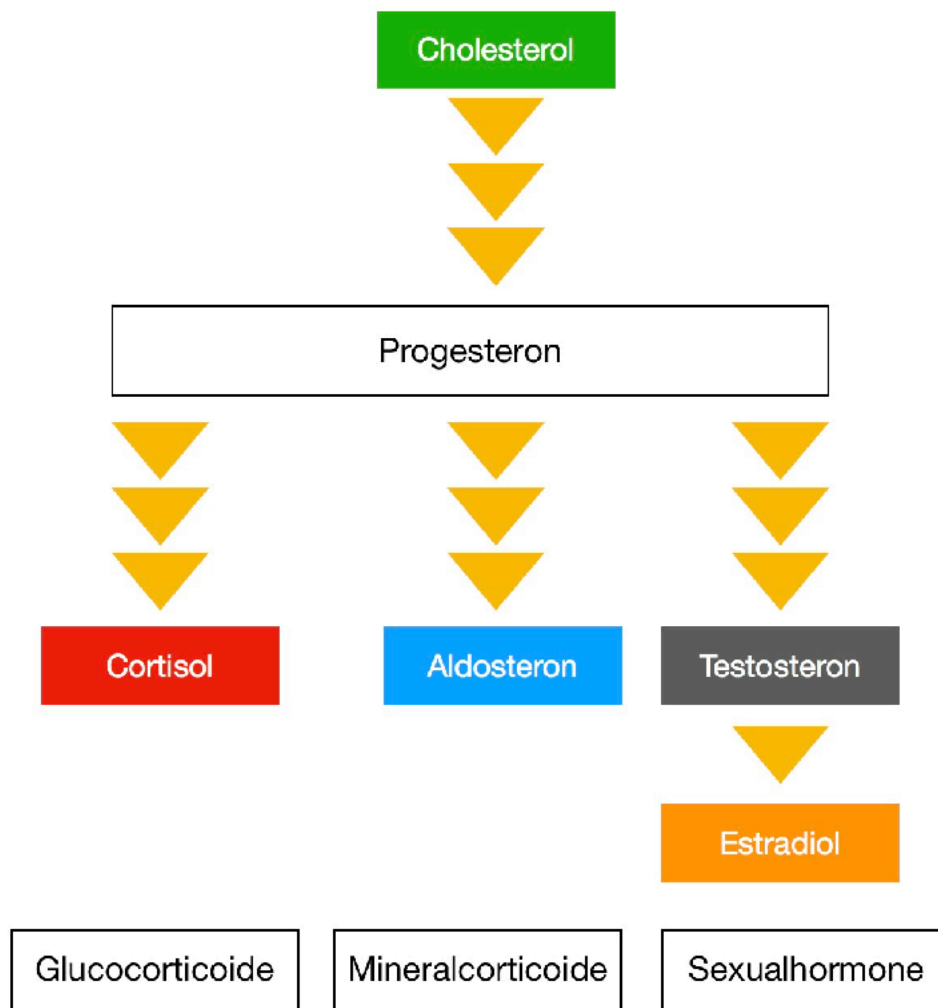 Cholesterol
Progesteron
Cortisol
Aldosteron
Testosteron
Estradiol
Glucocorticoide
Mineralcorticoide
Sexualhormone